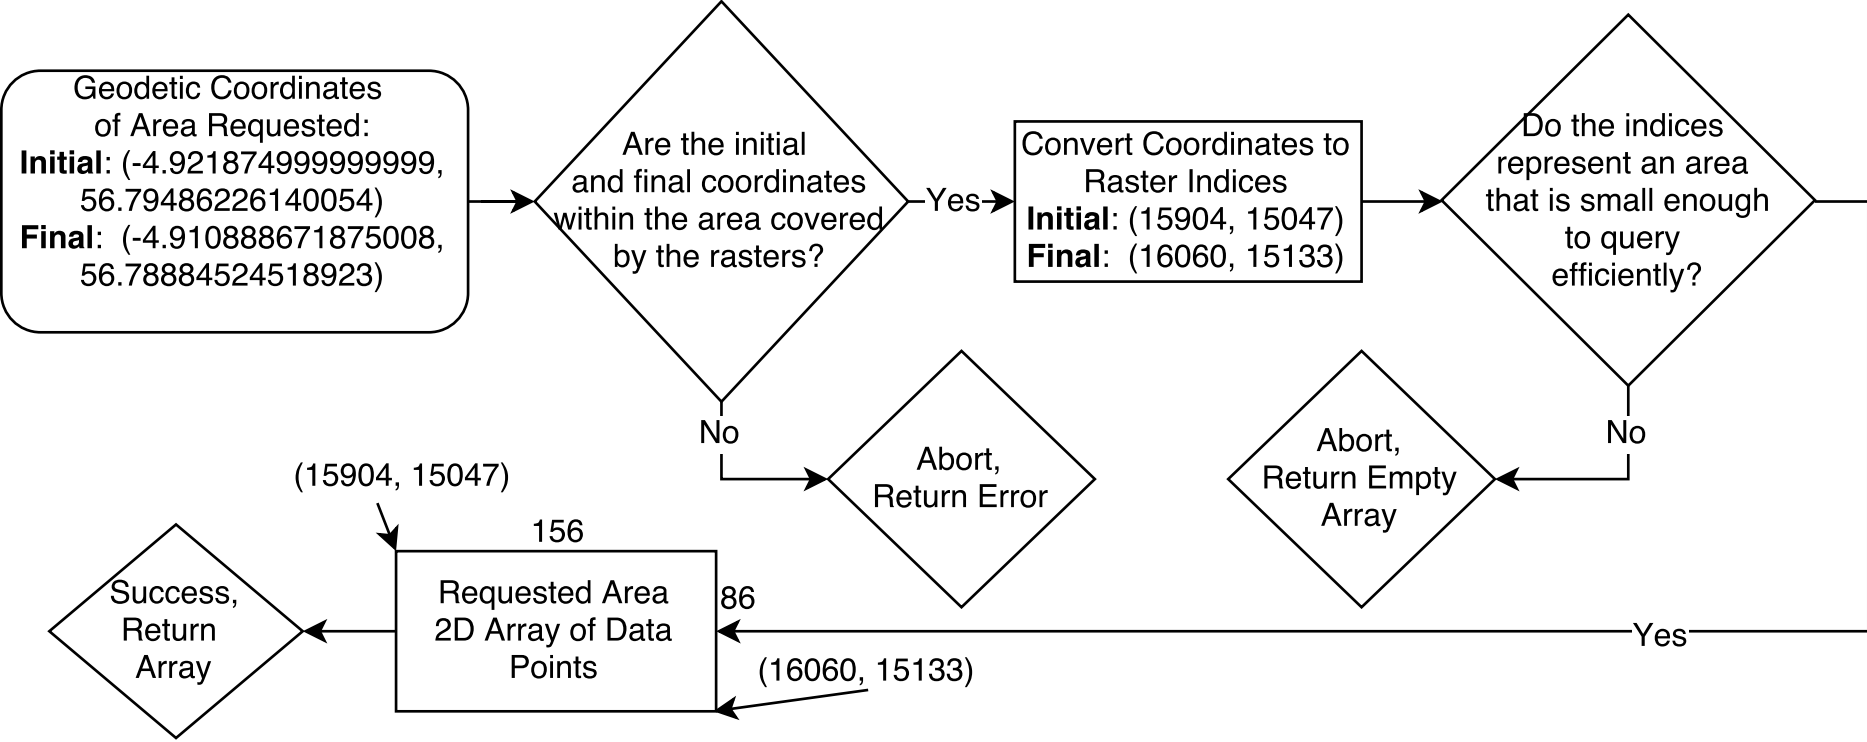 Geodetic Coordinates
of Area Requested:
Initial: (-4.921874999999999,
56.79486226140054)
Final:  (-4.910888671875008,
56.78884524518923)
Are the initial
and final coordinates
within the area covered
by the rasters?
Yes
No
Abort,
Return Error
Convert Coordinates to
Raster Indices
Initial: (15904, 15047)
Final:  (16060, 15133)
Do the indices
represent an area
that is small enough
to query
efficiently?
No
Abort,
Return Empty
Array
Yes
(15904, 15047)
156
86
Requested Area
2D Array of Data
Points
(16060, 15133)
Success,
Return
Array